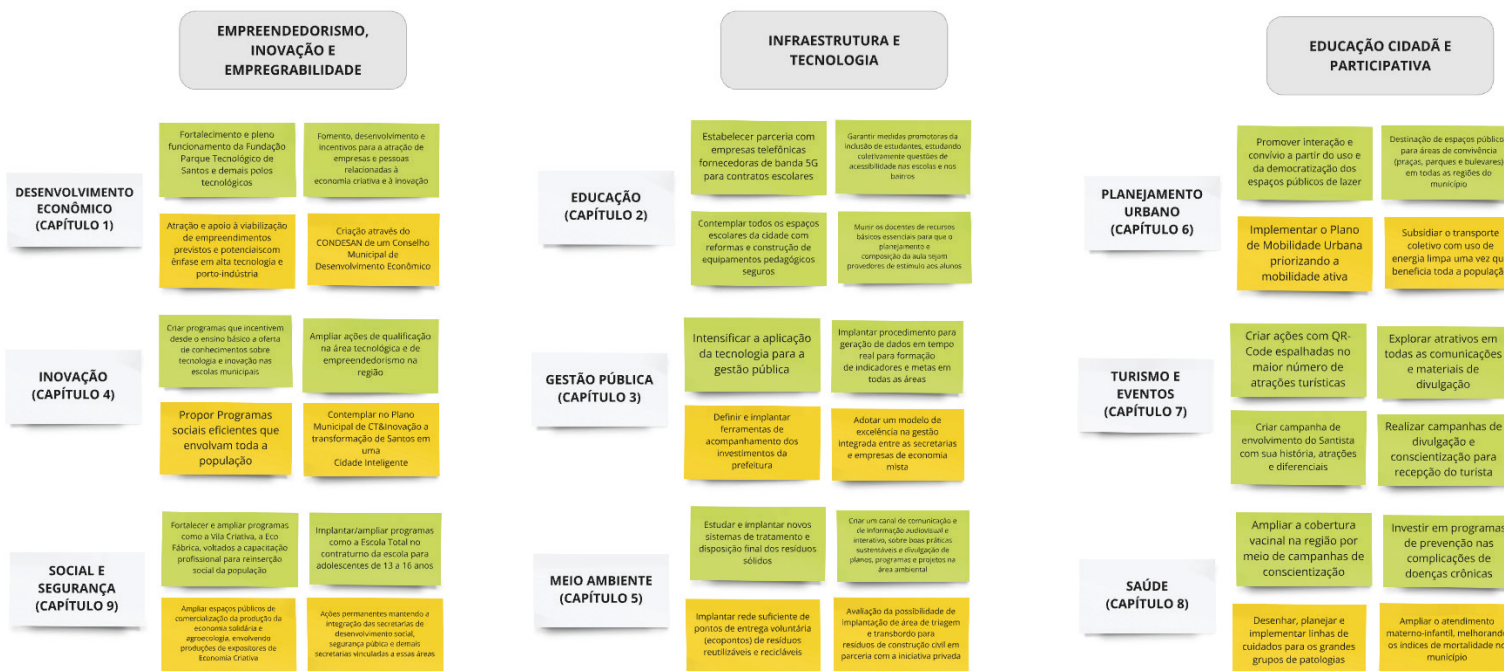 EMPREENDEDORISMO,
INOVAÇÃO E
EMPREGRABILIDADE
DESENVOLVIMENTO
ECONÔMICO
(CAPÍTULO 1)
Fortalecimento e pleno
funcionamento da Fundação
Parque Tecnológico de
Santos e demais polos
tecnológicos
Fomento, desenvolvimento e
incentivos para a atração de
empresas e pessoas
relacionadas à
economia criativa e à inovação
Atração e apoio à viabilização
de empreendimentos
previstos e potenciaiscom
ênfase em alta tecnologia e
porto-indústria
Criação através do
CONDESAN de um Conselho
Municipal de
Desenvolvimento Econômico
INOVAÇÃO
(CAPÍTULO 4)
Criar programas que incentivem
desde o ensino básico a oferta
de conhecimentos sobre
tecnologia e inovação nas
escolas municipais
Ampliar ações de qualificação
na área tecnológica e de
empreendedorismo na
região
Propor Programas
sociais eficientes que
envolvam toda a
população
Contemplar no Plano
Municipal de CT&Inovação a
transformação de Santos em
uma
Cidade Inteligente
SOCIAL E
SEGURANÇA
(CAPÍTULO 9)
Fortalecer e ampliar programas
como a Vila Criativa, a Eco
Fábrica, voltados a capacitação
profissional para reinserção
social da população
Implantar/ampliar programas
como a Escola Total no
contraturno da escola para
adolescentes de 13 a 16 anos
Ampliar espaços públicos de
comercialização da produção da
economia solidária e
agroecologia, envolvendo
produções de expositores de
Economia Criativa
Ações permanentes mantendo a
integração das secretarias de
desenvolvimento social,
segurança púbica e demais
secretarias vinculadas a essas áreas
INFRAESTRUTURA E
TECNOLOGIA
EDUCAÇÃO
(CAPÍTULO 2)
Estabelecer parceria com
empresas telefônicas
fornecedoras de banda 5G
para contratos escolares
Garantir medidas promotoras da
inclusão de estudantes, estudando
coletivamente questões de
acessibilidade nas escolas e nos
bairros
Contemplar todos os espaços
escolares da cidade com
reformas e construção de
equipamentos pedagógicos
seguros
Munir os docentes de recursos
básicos essenciais para que o
planejamento e
composição da aula sejam
provedores de estímulo aos alunos
GESTÃO PÚBLICA
(CAPÍTULO 3)
Intensificar a aplicação
da tecnologia para a
gestão pública
Implantar procedimento para
geração de dados em tempo
real para formação
de indicadores e metas em
todas as áreas
Definir e implantar
ferramentas de
acompanhamento dos
investimentos da
prefeitura
Adotar um modelo de
excelência na gestão
integrada entre as secretarias
e empresas de economia
mista
MEIO AMBIENTE
(CAPÍTULO 5)
Estudar e implantar novos
sistemas de tratamento e
disposição final dos resíduos
sólidos
Criar um canal de comunicação e
de informação audiovisual e
interativo, sobre boas práticas
sustentáveis e divulgação de
planos, programas e projetos na
área ambiental
Implantar rede suficiente de
pontos de entrega voluntária
(ecopontos) de resíduos
reutilizáveis e recicláveis
Avaliação da possibilidade de
implantação de área de triagem
e transbordo para
resíduos de construção civil em
parceria com a iniciativa privada
EDUCAÇÃO CIDADÃ E
PARTICIPATIVA
PLANEJAMENTO
URBANO
(CAPÍTULO 6)
Promover interação e
convívio a partir do uso e
da democratização dos
espaços públicos de lazer
Destinação de espaços público
para áreas de convivência
(praças, parques e bulevares)
em todas as regiões do
município
Implementar o Plano
de Mobilidade Urbana
priorizando a
mobilidade ativa
Subsidiar o transporte
coletivo com uso de
energia limpa uma vez qu
beneficia toda a populaçã
TURISMO E
EVENTOS
(CAPÍTULO 7)
Criar ações com QR-
Code espalhadas no
maior número de
atrações turísticas
Explorar atrativos em
todas as comunicações
e materiais de
divulgação
Criar campanha de
envolvimento do Santista
com sua história, atrações
e diferenciais
Realizar campanhas de
divulgação e
conscientização para
recepção do turista
SAÚDE
(CAPÍTULO 8)
Ampliar a cobertura
vacinal na região por
meio de campanhas de
conscientização
Investir em programas
de prevenção nas
complicações de
doenças crônicas
Desenhar, planejar e
implementar linhas de
cuidados para os grandes
grupos de patologias
Ampliar o atendimento
materno-infantil, melhorando
os índices de mortalidade no
município